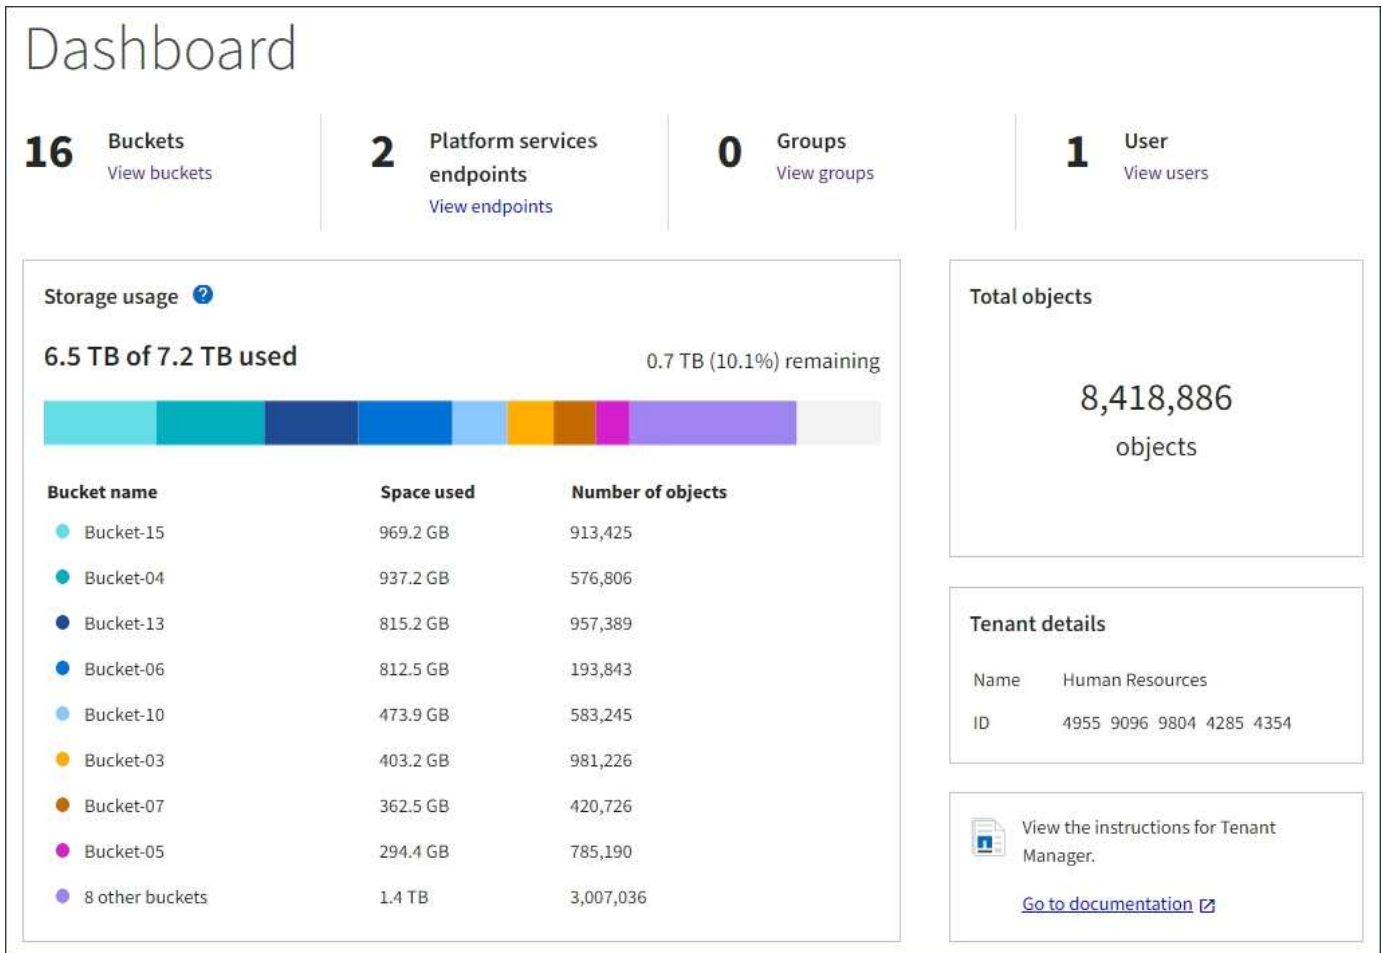 Dashboard
16 Buckets
View buckets
2 Platform services
endpoints
View endpoints
0 Groups
View groups
1 User
View users
Storage usage ?
6.5 TB of 7.2 TB used
0.7 TB (10.1%) remaining
Bucket name Space used Number of objects
Bucket-15 969.2 GB 913,425
Bucket-04 937.2 GB 576,806
Bucket-13 815.2 GB 957,389
Bucket-06 812.5 GB 193,843
Bucket-10 473.9 GB 583,245
Bucket-03 403.2 GB 981,226
Bucket-07 362.5 GB 420,726
Bucket-05 294.4 GB 785,190
8 other buckets 1.4 TB 3,007,036
Total objects
8,418,886
objects
Tenant details
Name Human Resources
ID 4955 9096 9804 4285 4354
View the instructions for Tenant
Manager.
Go to documentation